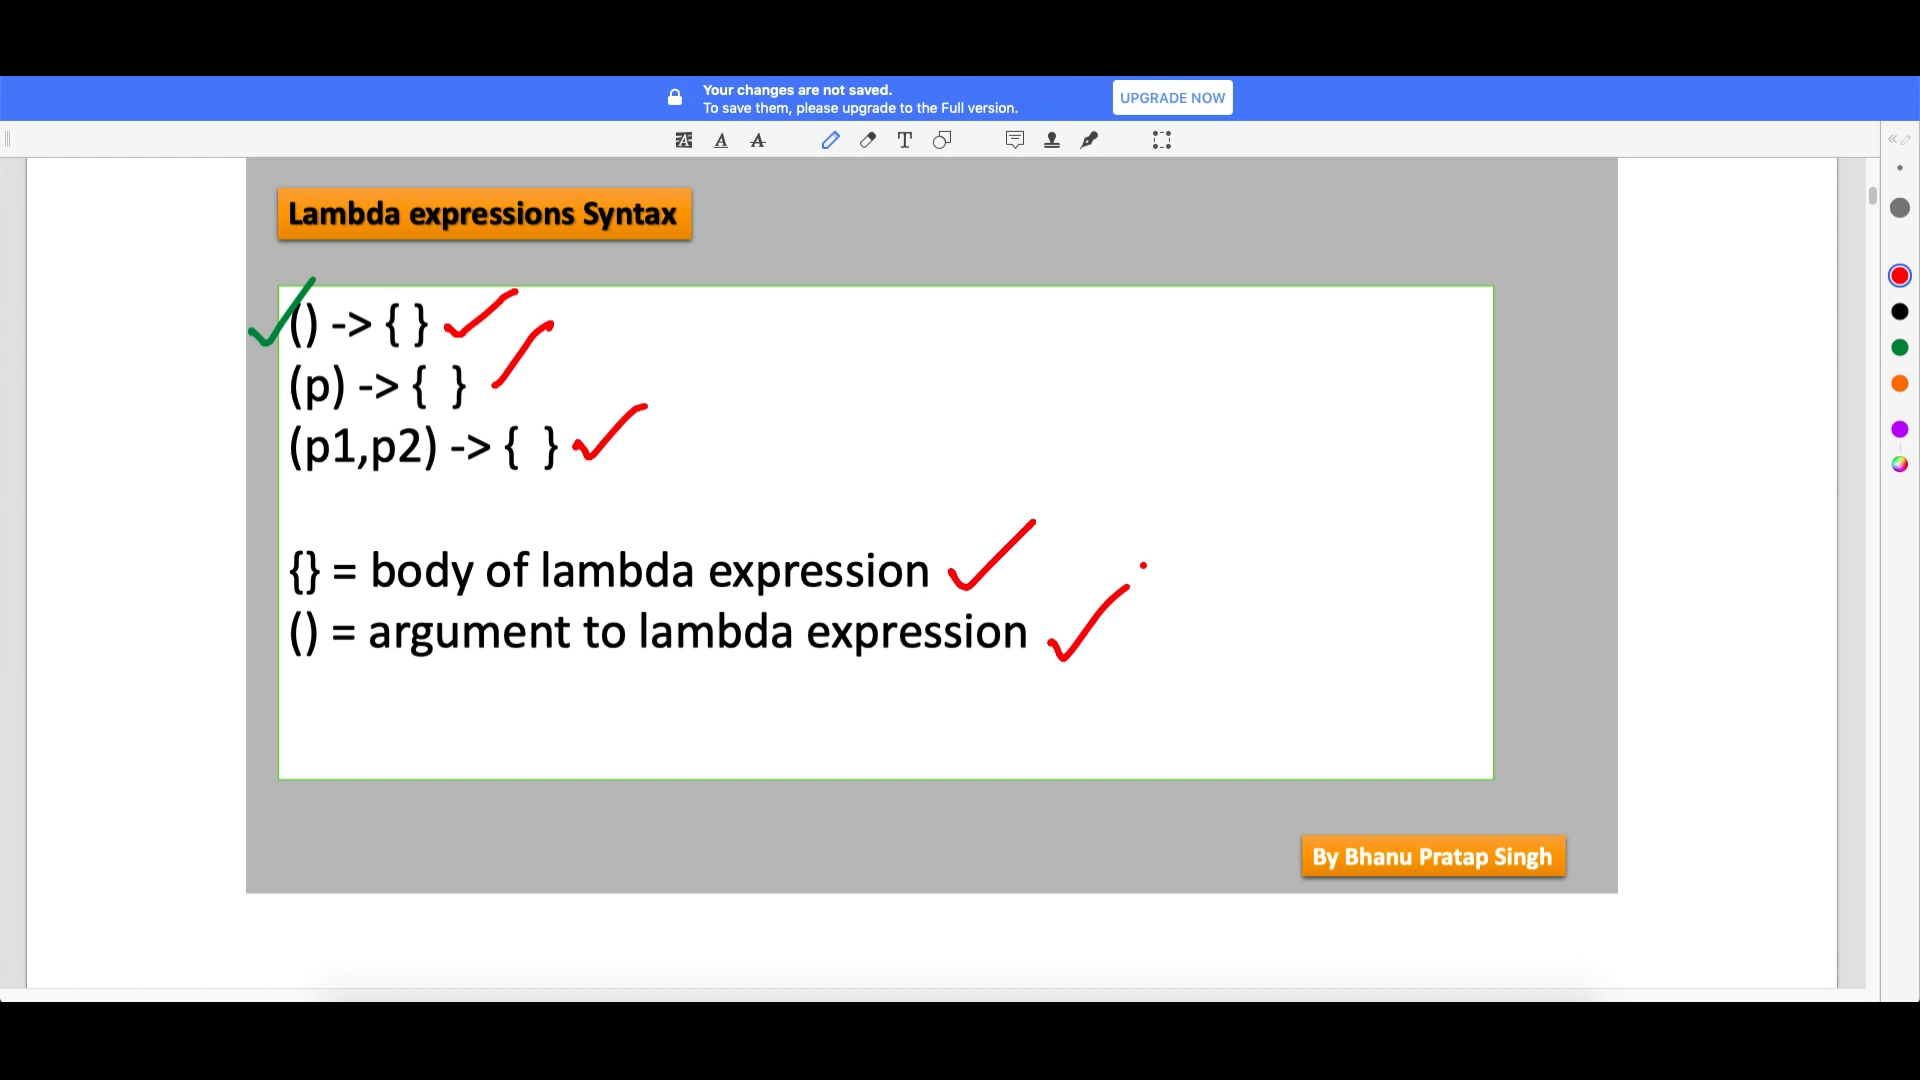 Your changes are not saved.
To save them, please upgrade to the Full version.
UPGRADE NOW
Lambda expressions Syntax
() -> { }
(p) -> {  }
(p1,p2) -> {  }
{} = body of lambda expression
() = argument to lambda expression
By Bhanu Pratap Singh